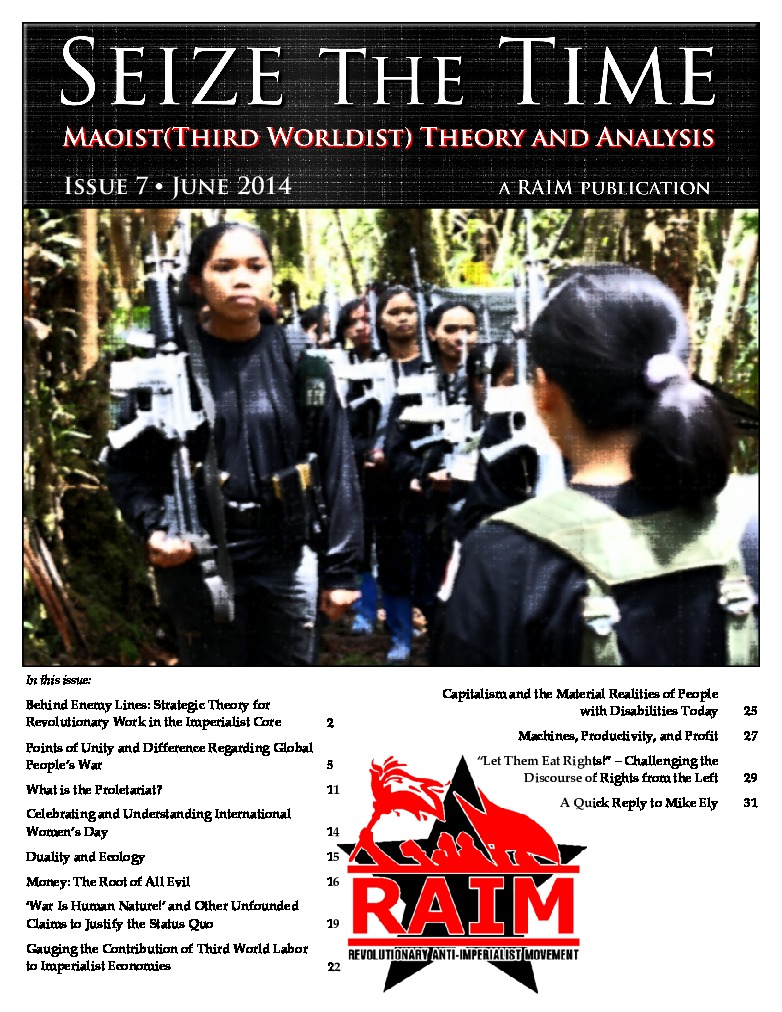 SEIZE THE TIME
MAOIST(THIRD WORLDIST) THEORY AND ANALYSIS
ISSUE 7 • JUNE 2014
A RAIM PUBLICATION
In this issue:
Behind Enemy Lines: Strategic Theory for
Revolutionary Work in the Imperialist Core 2
Points of Unity and Difference Regarding Global
People's War 5
What is the Proletariat? 11
Celebrating and Understanding International
Women's Day 14
Duality and Ecology 15
Money: The Root of All Evil 16
'War Is Human Nature!' and Other Unfounded
Claims to Justify the Status Quo 19
Gauging the Contribution of Third World Labor
to Imperialist Economies 22
Capitalism and the Material Realities of People
with Disabilities Today 25
Machines, Productivity, and Profit 27
"Let Them Eat Rights!" – Challenging the
Discourse of Rights from the Left 29
A Quick Reply to Mike Ely 31
RAIM
REVOLUTIONARY ANTI-IMPERIALIST MOVEMENT